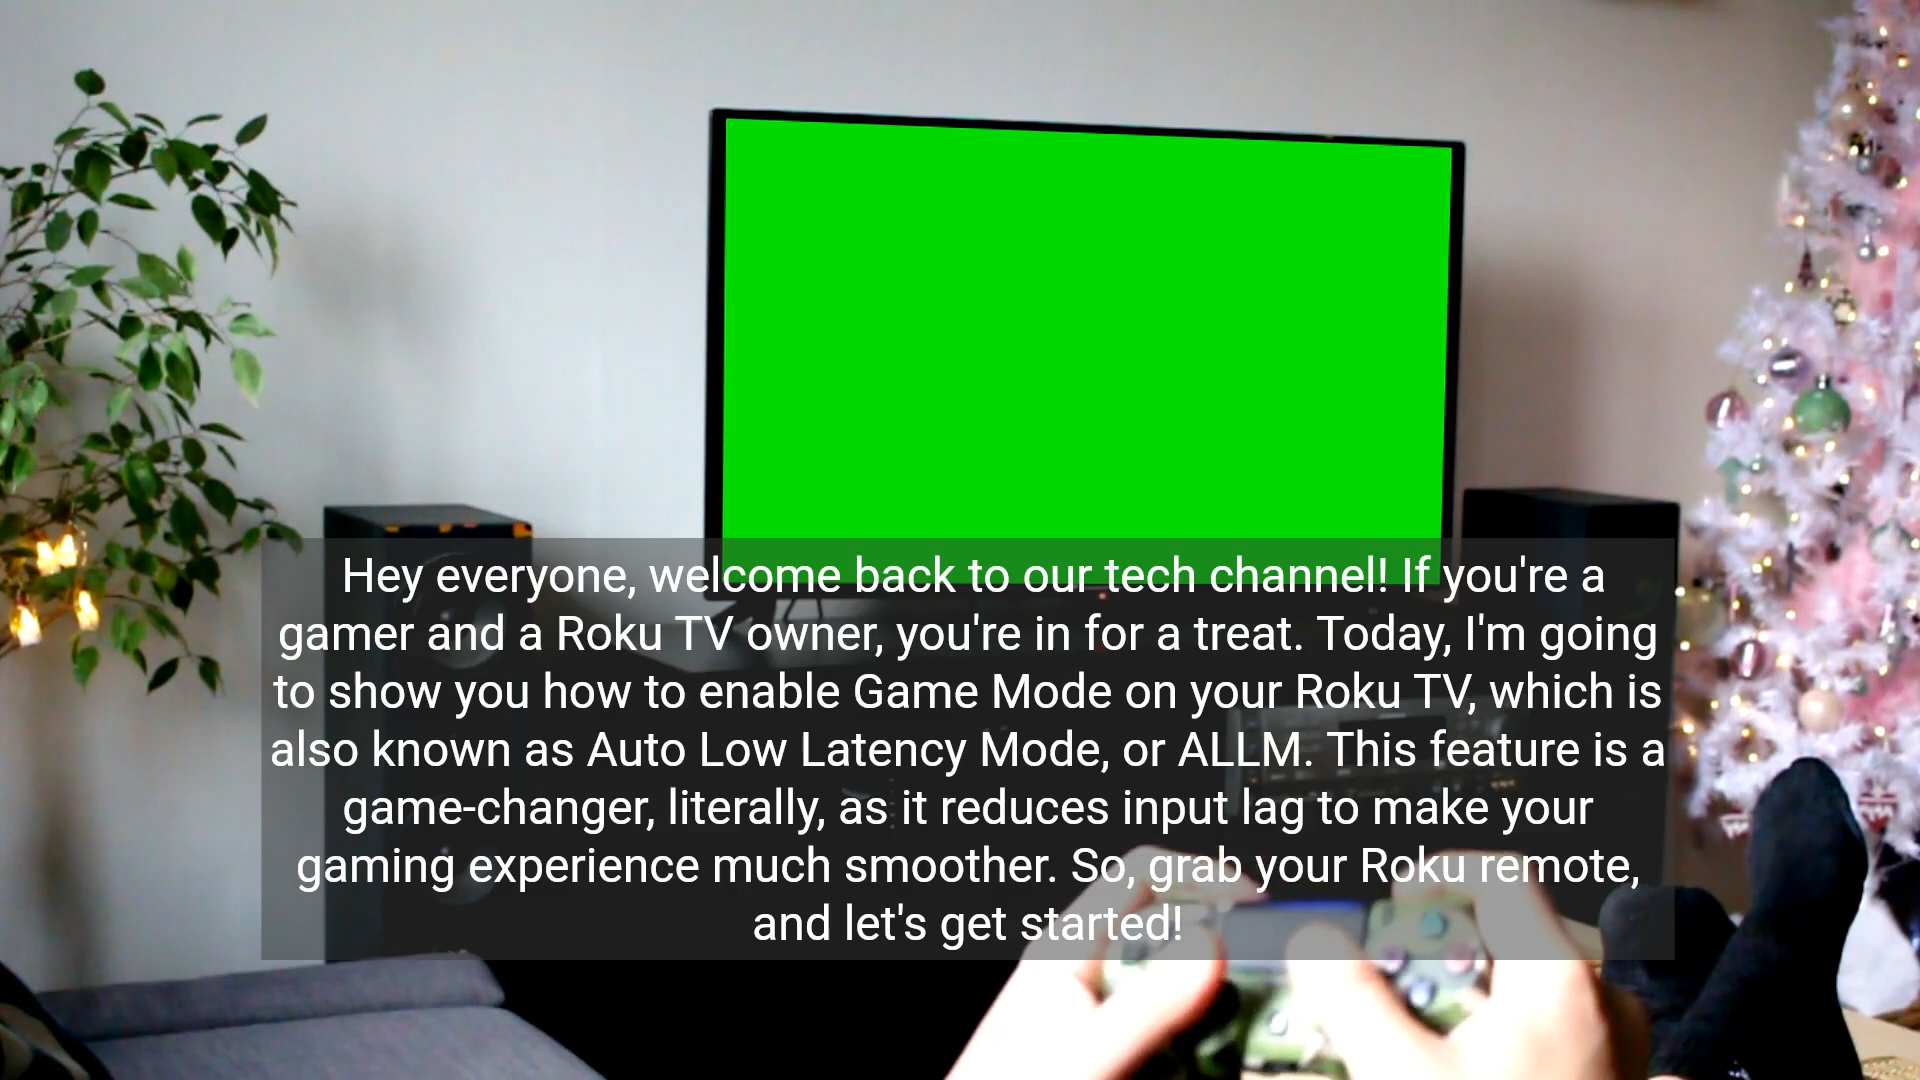 Hey everyone, welcome back to our tech channel! If you're a
gamer and a Roku TV owner, you're in for a treat. Today, I'm going
to show you how to enable Game Mode on your Roku TV, which is
also known as Auto Low Latency Mode, or ALLM. This feature is a
game-changer, literally, as it reduces input lag to make your
gaming experience much smoother. So, grab your Roku remote,
and let's get started!